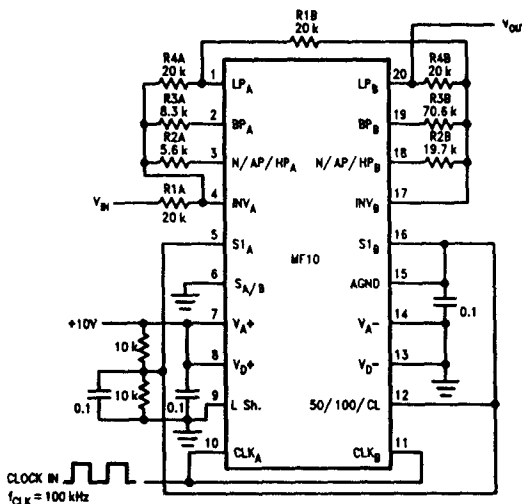 R1B
20 k
V_OUT
R4A
20 k
1
LP_A
LP_B
20
R4B
20 k
R3A
8.3 k
2
BP_A
BP_B
19
R3B
70.6 k
R2A
5.6 k
3
N/AP/HP_A
N/AP/HP_B
18
R2B
19.7 k
V_IN
R1A
20 k
4
INV_A
INV_B
17
5
S1_A
S1_B
16
MF10
6
S_A/B
AGND
15
0.1
+10V
7
V_A+
V_A-
14
10 k
8
V_D+
V_D-
13
0.1
10 k
0.1
9
L Sh.
50/100/CL
12
10
CLK_A
CLK_B
11
CLOCK IN
f_CLK = 100 kHz